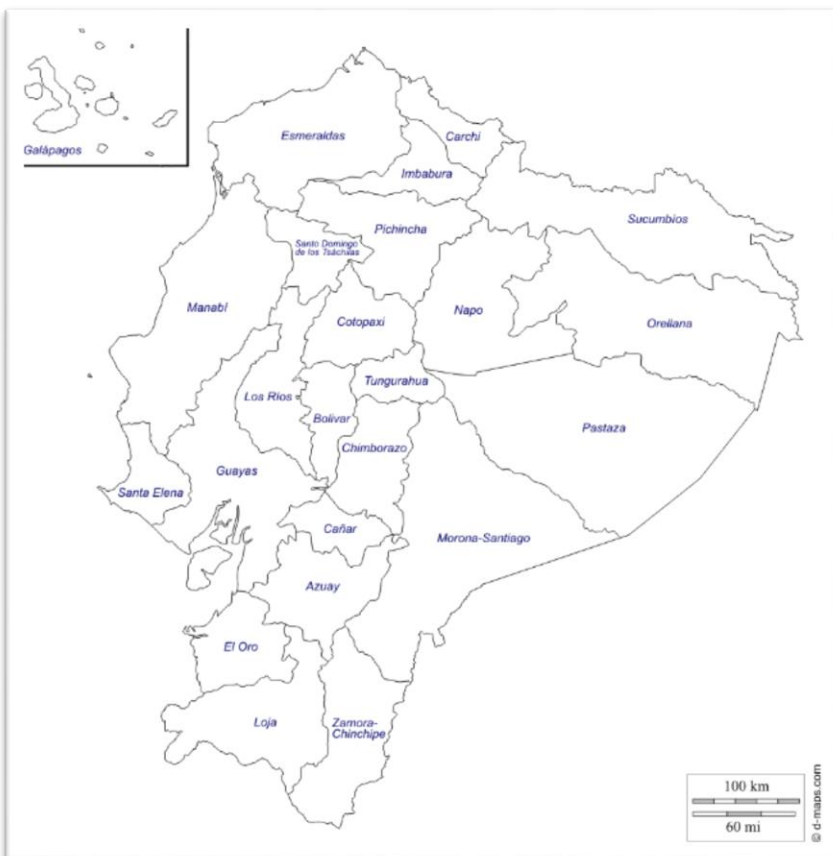 Galápagos
Esmeraldas
Carchi
Imbabura
Sucumbios
Pichincha
Santo Domingo
de los Tsáchilas
Manabí
Cotopaxi
Napo
Orellana
Tungurahua
Los Ríos
Bolivar
Pastaza
Chimborazo
Guayas
Santa Elena
Cañar
Morona-Santiago
Azuay
El Oro
Loja
Zamora-
Chinchipe
100 km
60 mi
© d-maps.com